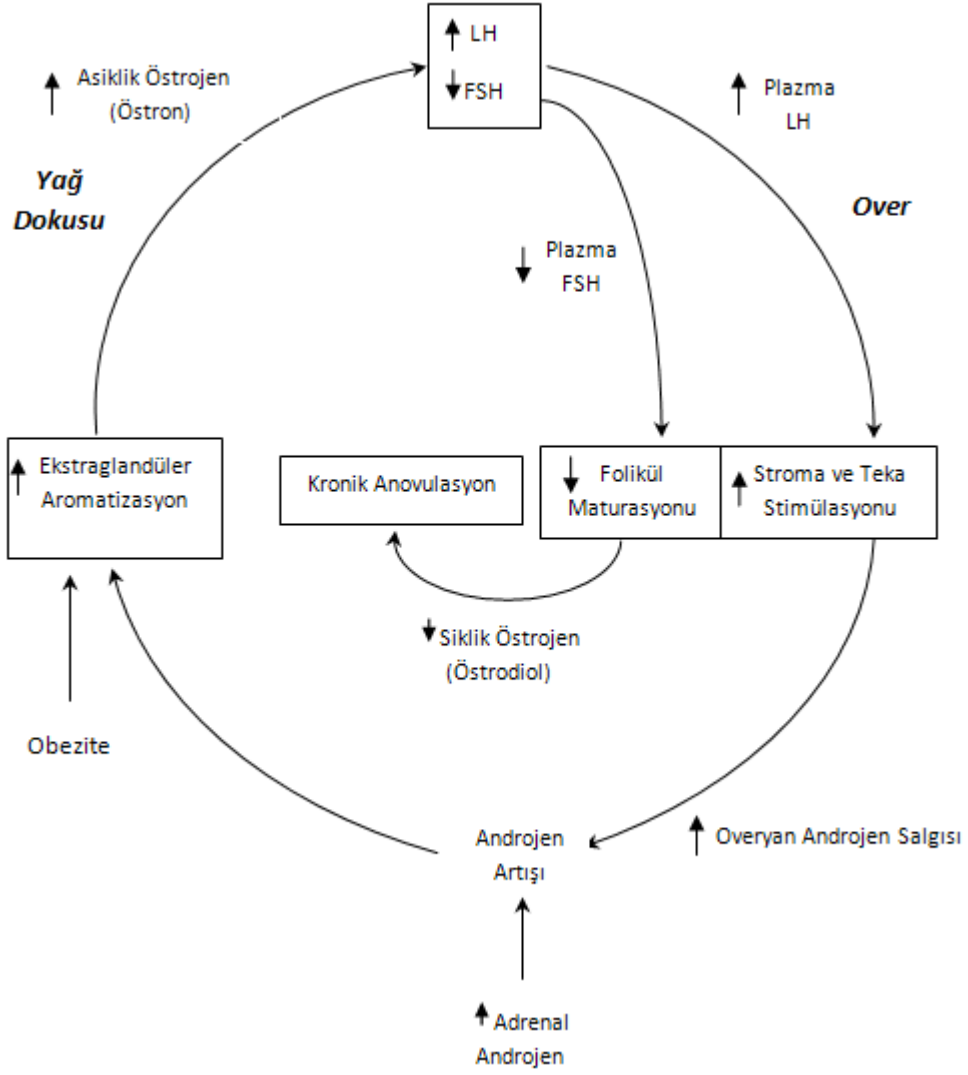 LH
FSH
Asiklik Östrojen
(Östron)
Plazma
LH
Yağ
Dokusu
Over
Plazma
FSH
Ekstraglandüler
Aromatizasyon
Kronik Anovulasyon
Folikül
Maturasyonu
Stroma ve Teka
Stimülasyonu
Siklik Östrojen
(Östrodiol)
Obezite
Androjen
Artışı
Overyan Androjen Salgısı
Adrenal
Androjen